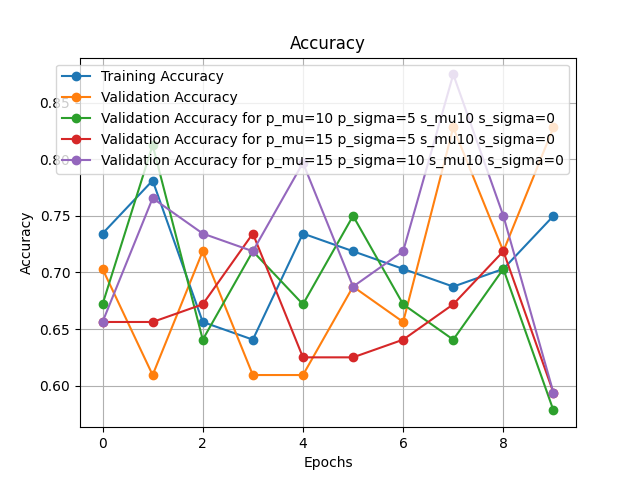 Accuracy
Training Accuracy
Validation Accuracy
Validation Accuracy for p_mu=10 p_sigma=5 s_mu10 s_sigma=0
Validation Accuracy for p_mu=15 p_sigma=5 s_mu10 s_sigma=0
Validation Accuracy for p_mu=15 p_sigma=10 s_mu10 s_sigma=0
0.85
0.80
0.75
0.70
0.65
0.60
Accuracy
0 2 4 6 8
Epochs